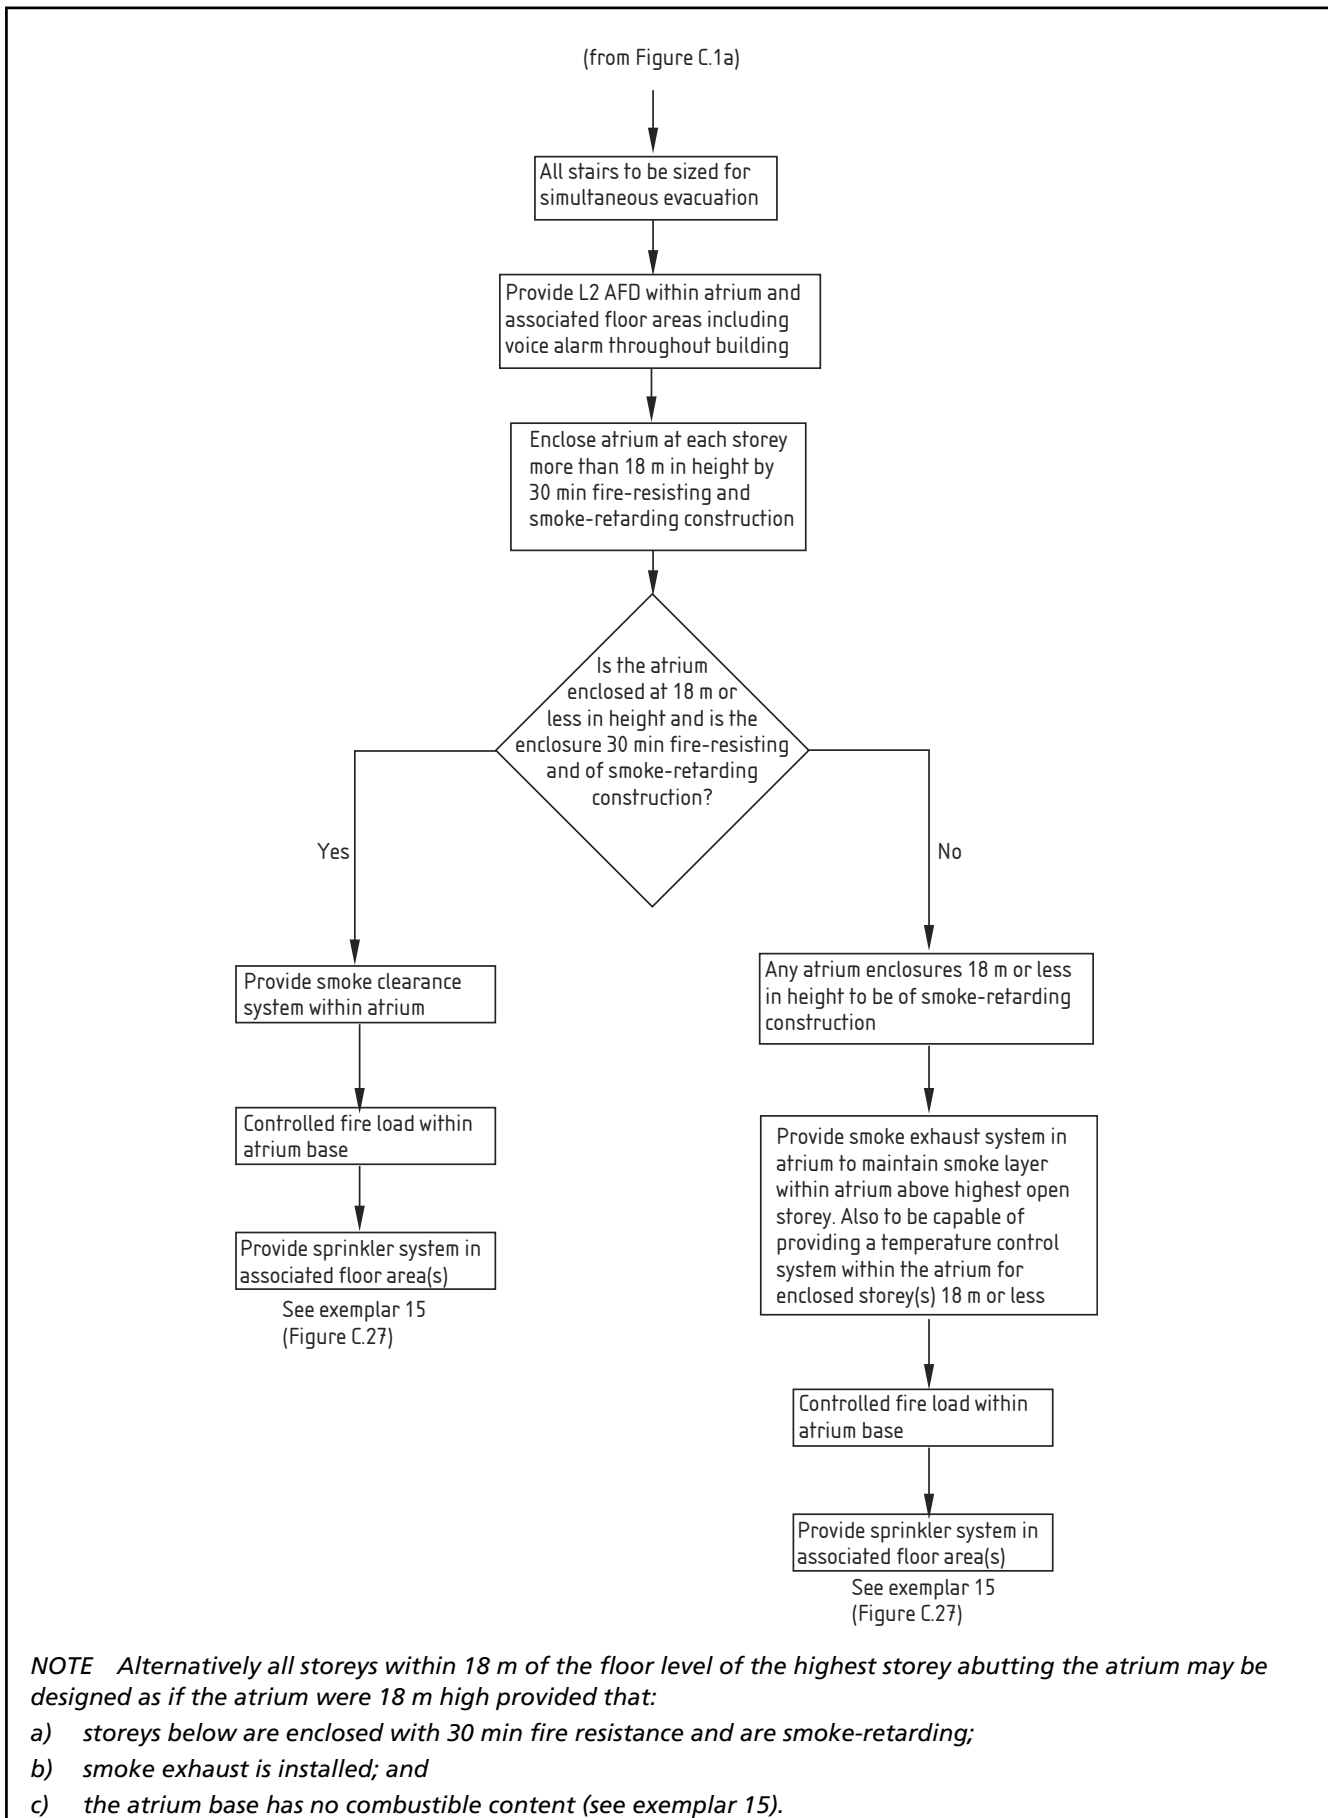 (from Figure C.1a)
All stairs to be sized for
simultaneous evacuation
Provide L2 AFD within atrium and
associated floor areas including
voice alarm throughout building
Enclose atrium at each storey
more than 18 m in height by
30 min fire-resisting and
smoke-retarding construction
Is the atrium
enclosed at 18 m or
less in height and is the
enclosure 30 min fire-resisting
and of smoke-retarding
construction?
Yes
No
Provide smoke clearance
system within atrium
Controlled fire load within
atrium base
Provide sprinkler system in
associated floor area(s)
See exemplar 15
(Figure C.27)
Any atrium enclosures 18 m or less
in height to be of smoke-retarding
construction
Provide smoke exhaust system in
atrium to maintain smoke layer
within atrium above highest open
storey. Also to be capable of
providing a temperature control
system within the atrium for
enclosed storey(s) 18 m or less
Controlled fire load within
atrium base
Provide sprinkler system in
associated floor area(s)
See exemplar 15
(Figure C.27)
NOTE Alternatively all storeys within 18 m of the floor level of the highest storey abutting the atrium may be
designed as if the atrium were 18 m high provided that:
a) storeys below are enclosed with 30 min fire resistance and are smoke-retarding;
b) smoke exhaust is installed; and
c) the atrium base has no combustible content (see exemplar 15).